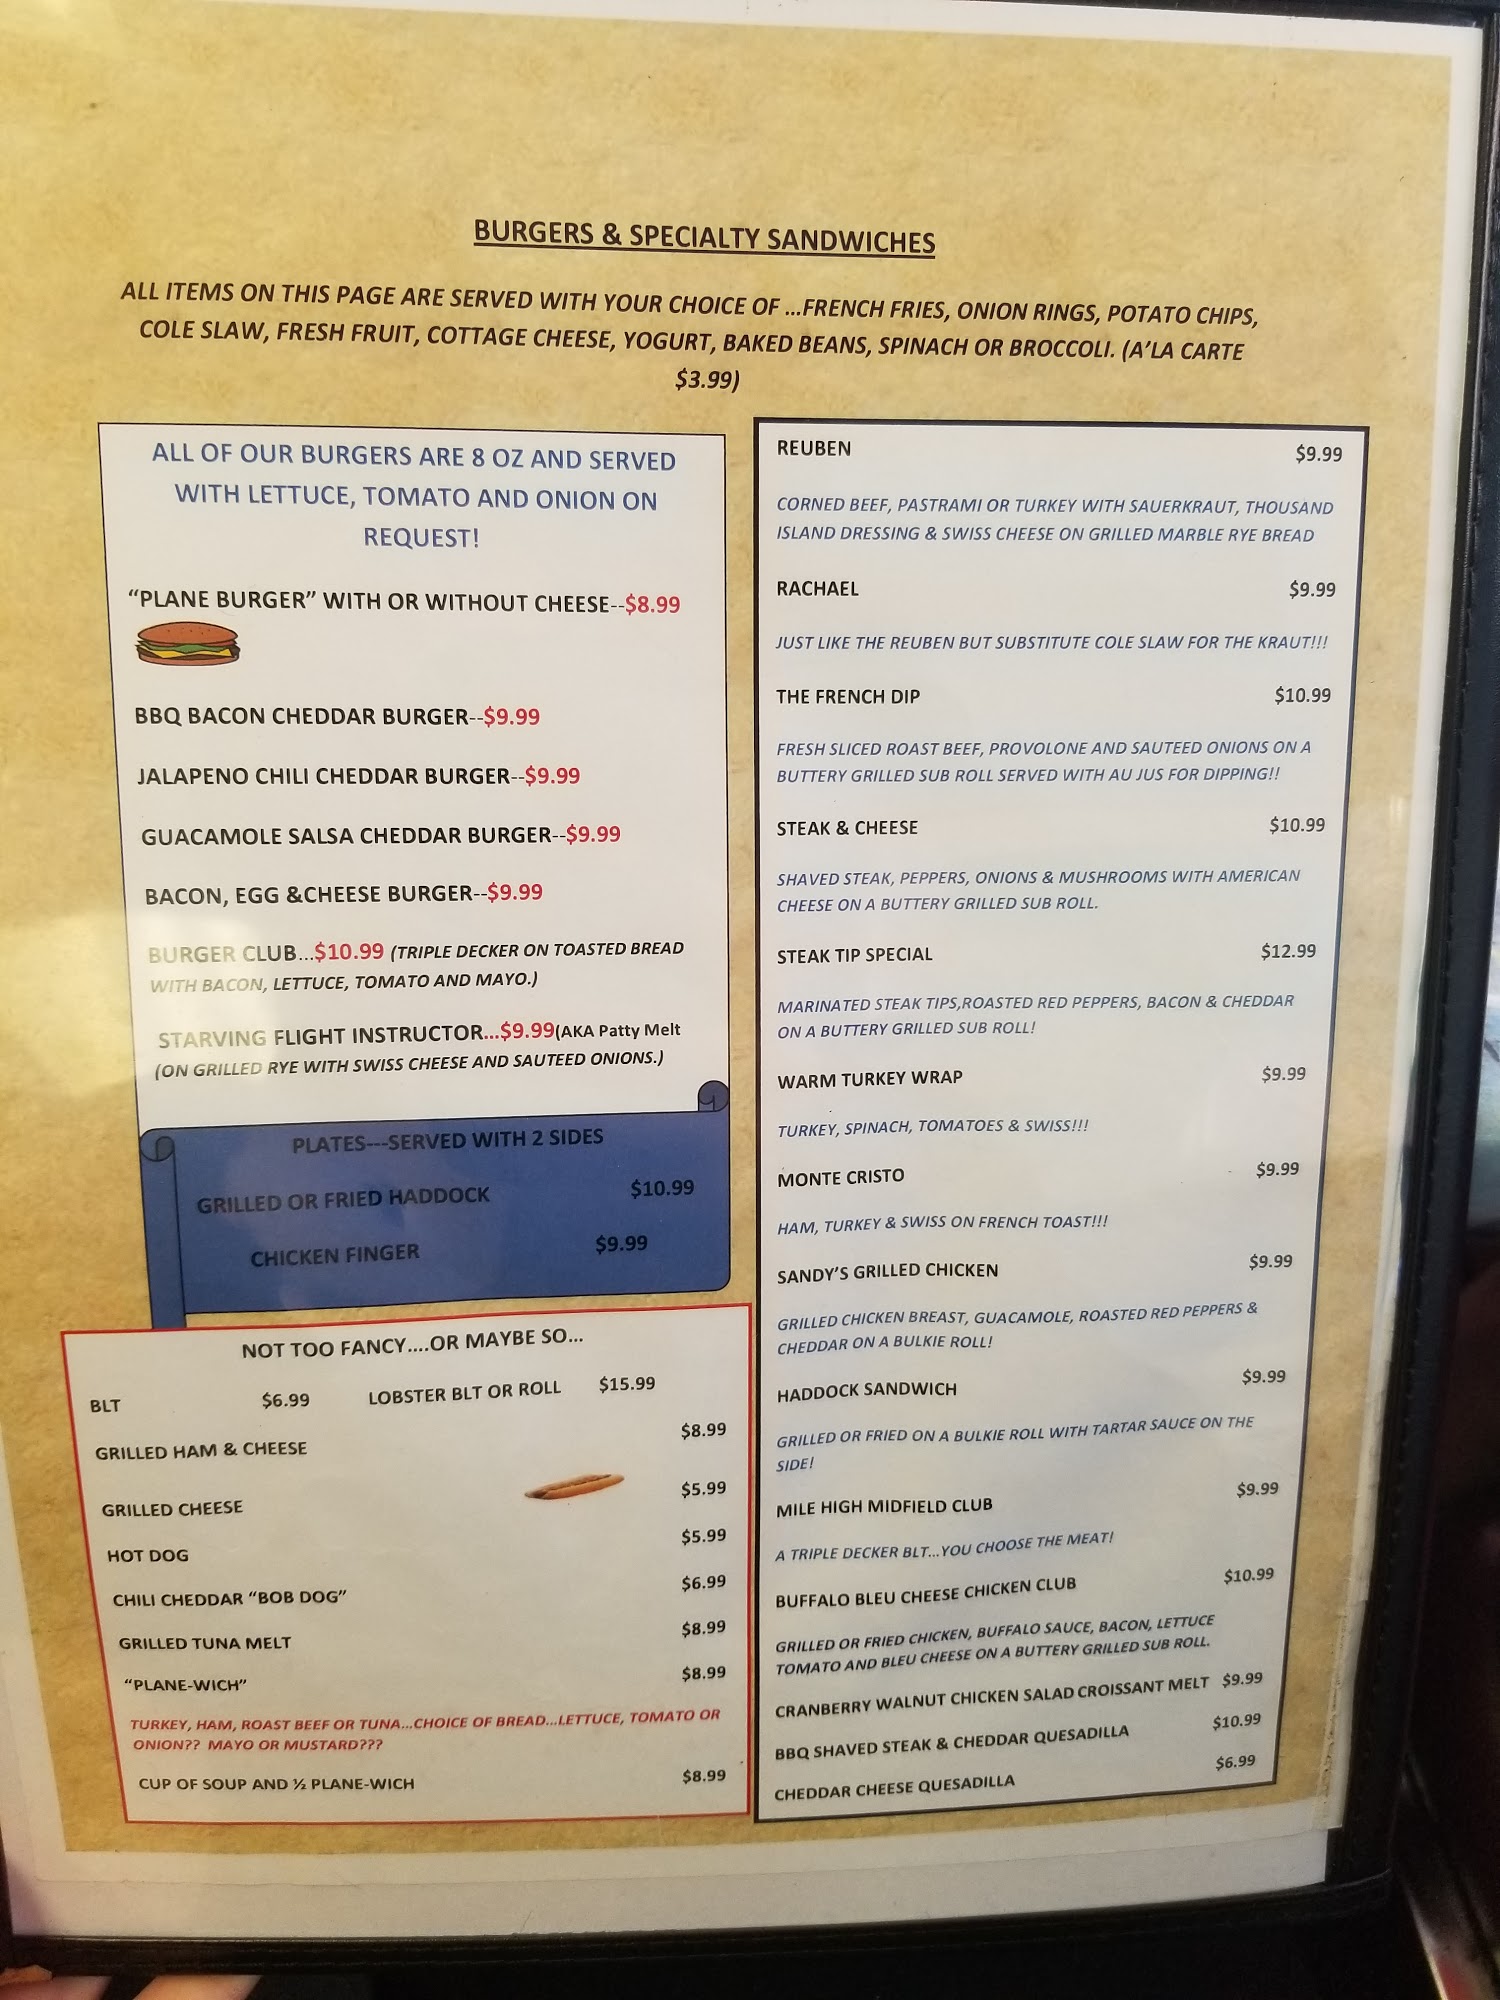 BURGERS & SPECIALTY SANDWICHES
ALL ITEMS ON THIS PAGE ARE SERVED WITH YOUR CHOICE OF ...FRENCH FRIES, ONION RINGS, POTATO CHIPS,
COLE SLAW, FRESH FRUIT, COTTAGE CHEESE, YOGURT, BAKED BEANS, SPINACH OR BROCCOLI. (A'LA CARTE
$3.99)
ALL OF OUR BURGERS ARE 8 OZ AND SERVED
WITH LETTUCE, TOMATO AND ONION ON
REQUEST!
"PLANE BURGER" WITH OR WITHOUT CHEESE--$8.99
BBQ BACON CHEDDAR BURGER--$9.99
JALAPENO CHILI CHEDDAR BURGER--$9.99
GUACAMOLE SALSA CHEDDAR BURGER--$9.99
BACON, EGG &CHEESE BURGER--$9.99
BURGER CLUB...$10.99 (TRIPLE DECKER ON TOASTED BREAD
WITH BACON, LETTUCE, TOMATO AND MAYO.)
STARVING FLIGHT INSTRUCTOR...$9.99(AKA Patty Melt
(ON GRILLED RYE WITH SWISS CHEESE AND SAUTEED ONIONS.)
PLATES---SERVED WITH 2 SIDES
GRILLED OR FRIED HADDOCK $10.99
CHICKEN FINGER $9.99
NOT TOO FANCY....OR MAYBE SO...
BLT $6.99 LOBSTER BLT OR ROLL $15.99
GRILLED HAM & CHEESE $8.99
GRILLED CHEESE $5.99
HOT DOG $5.99
CHILI CHEDDAR "BOB DOG" $6.99
GRILLED TUNA MELT $8.99
"PLANE-WICH" $8.99
TURKEY, HAM, ROAST BEEF OR TUNA...CHOICE OF BREAD...LETTUCE, TOMATO OR
ONION?? MAYO OR MUSTARD???
CUP OF SOUP AND ½ PLANE-WICH $8.99
REUBEN $9.99
CORNED BEEF, PASTRAMI OR TURKEY WITH SAUERKRAUT, THOUSAND
ISLAND DRESSING & SWISS CHEESE ON GRILLED MARBLE RYE BREAD
RACHAEL $9.99
JUST LIKE THE REUBEN BUT SUBSTITUTE COLE SLAW FOR THE KRAUT!!!
THE FRENCH DIP $10.99
FRESH SLICED ROAST BEEF, PROVOLONE AND SAUTEED ONIONS ON A
BUTTERY GRILLED SUB ROLL SERVED WITH AU JUS FOR DIPPING!!
STEAK & CHEESE $10.99
SHAVED STEAK, PEPPERS, ONIONS & MUSHROOMS WITH AMERICAN
CHEESE ON A BUTTERY GRILLED SUB ROLL.
STEAK TIP SPECIAL $12.99
MARINATED STEAK TIPS,ROASTED RED PEPPERS, BACON & CHEDDAR
ON A BUTTERY GRILLED SUB ROLL!
WARM TURKEY WRAP $9.99
TURKEY, SPINACH, TOMATOES & SWISS!!!
MONTE CRISTO $9.99
HAM, TURKEY & SWISS ON FRENCH TOAST!!!
SANDY'S GRILLED CHICKEN $9.99
GRILLED CHICKEN BREAST, GUACAMOLE, ROASTED RED PEPPERS &
CHEDDAR ON A BULKIE ROLL!
HADDOCK SANDWICH $9.99
GRILLED OR FRIED ON A BULKIE ROLL WITH TARTAR SAUCE ON THE
SIDE!
MILE HIGH MIDFIELD CLUB $9.99
A TRIPLE DECKER BLT...YOU CHOOSE THE MEAT!
BUFFALO BLEU CHEESE CHICKEN CLUB $10.99
GRILLED OR FRIED CHICKEN, BUFFALO SAUCE, BACON, LETTUCE
TOMATO AND BLEU CHEESE ON A BUTTERY GRILLED SUB ROLL.
CRANBERRY WALNUT CHICKEN SALAD CROISSANT MELT $9.99
BBQ SHAVED STEAK & CHEDDAR QUESADILLA $10.99
CHEDDAR CHEESE QUESADILLA $6.99